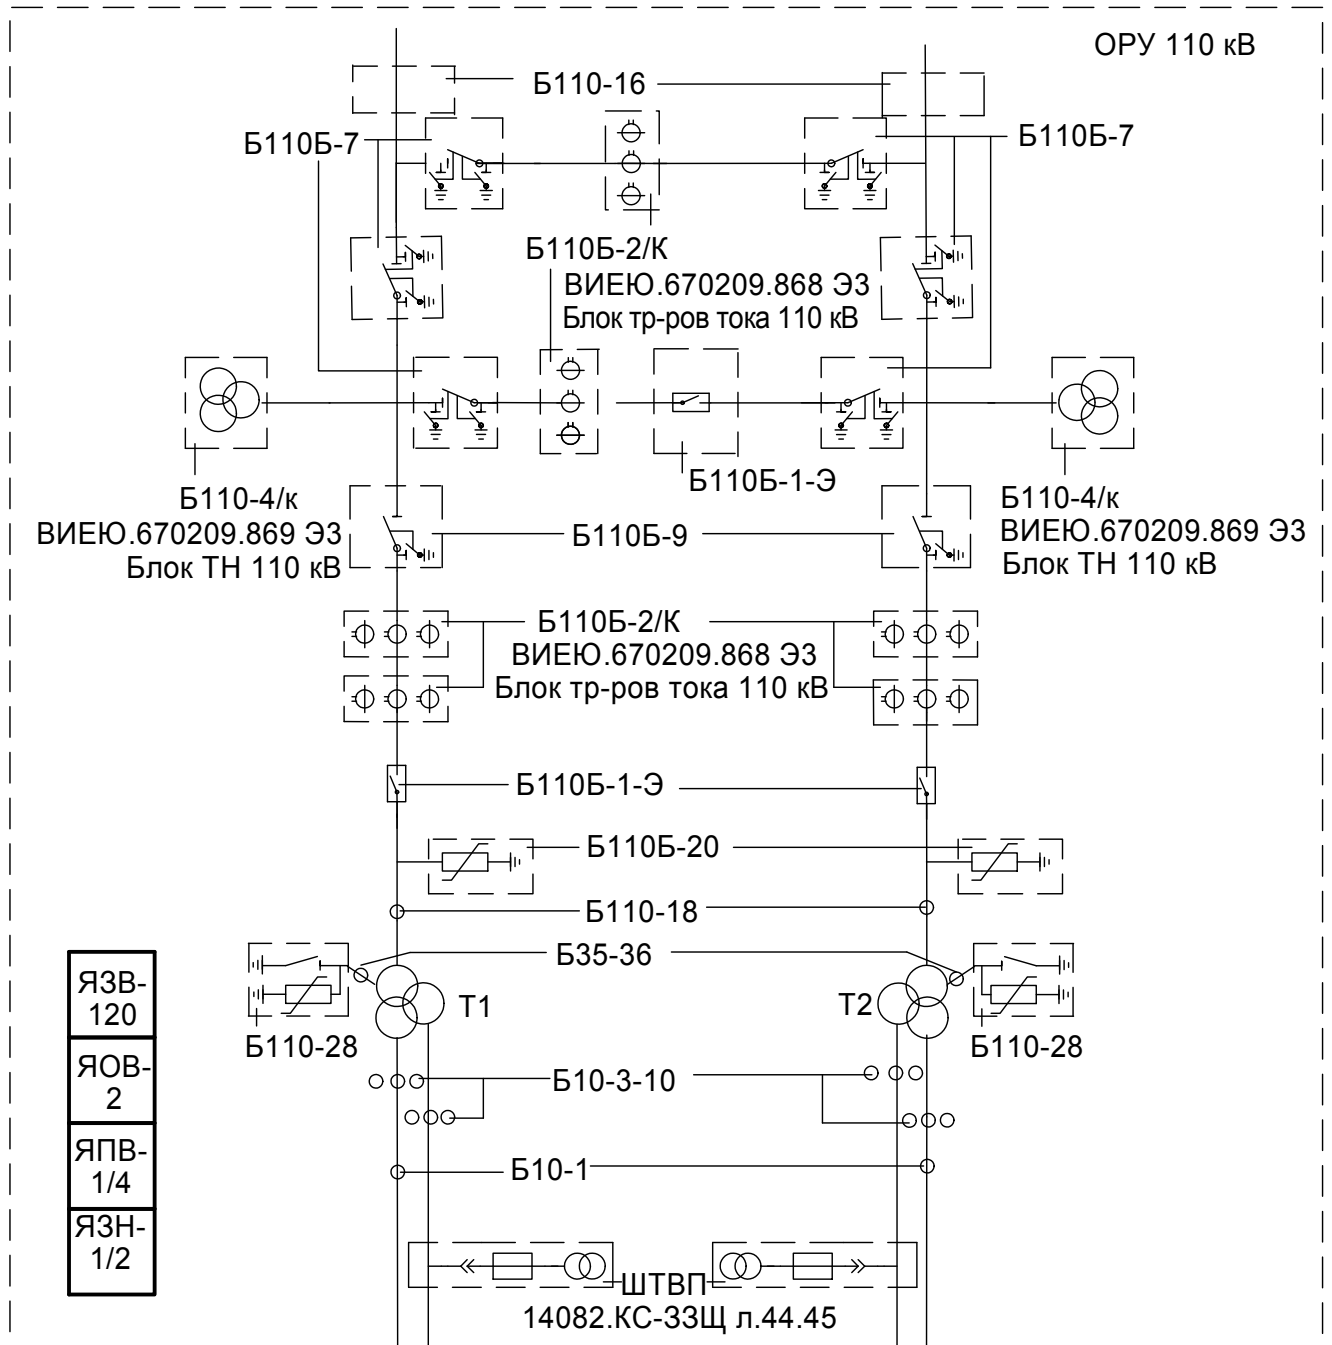 ОРУ 110 кВ
Б110-16
Б110Б-7
Б110Б-7
Б110Б-2/К
ВИЕЮ.670209.868 Э3
Блок тр-ров тока 110 кВ
Б110Б-1-Э
Б110-4/к
ВИЕЮ.670209.869 Э3
Блок ТН 110 кВ
Б110-4/к
ВИЕЮ.670209.869 Э3
Блок ТН 110 кВ
Б110Б-9
Б110Б-2/К
ВИЕЮ.670209.868 Э3
Блок тр-ров тока 110 кВ
Б110Б-1-Э
Б110Б-20
Б110-18
Б35-36
Т1
Т2
Б110-28
Б110-28
ЯЗВ-
120
ЯОВ-
2
ЯПВ-
1/4
ЯЗН-
1/2
Б10-3-10
Б10-1
ШТВП
14082.КС-33Щ л.44.45